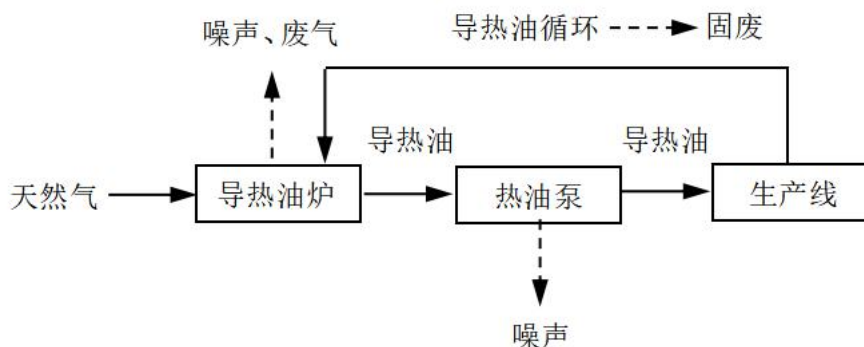 噪声、废气
导热油循环
固废
导热油
导热油
天然气
导热油炉
热油泵
生产线
噪声